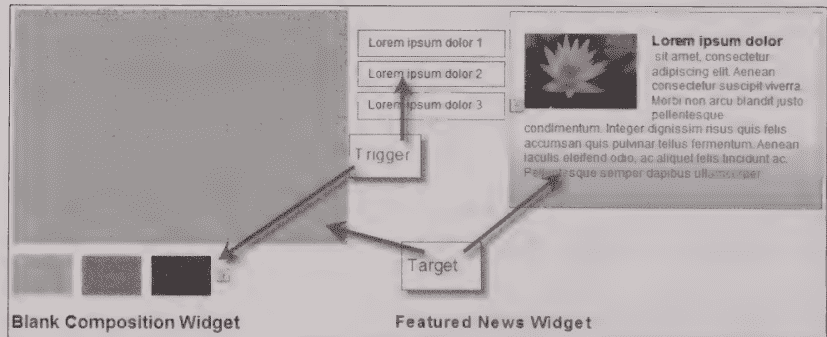 Lorem ipsum dolor 1
Lorem ipsum dolor 2
Lorem ipsum dolor 3
Trigger
Lorem ipsum dolor
sit amet, consectetur
adipiscing elit. Aenean
consectetur suscipit viverra.
Morbi non arcu blandit justo
pellentesque
condimentum. Integer dignissim risus quis felis
accumsan quis pulvinar tellus fermentum. Aenean
iaculis eleifend odio, ac aliquet felis tincidunt ac.
semper dapibus
Target
Blank Composition Widget
Featured News Widget